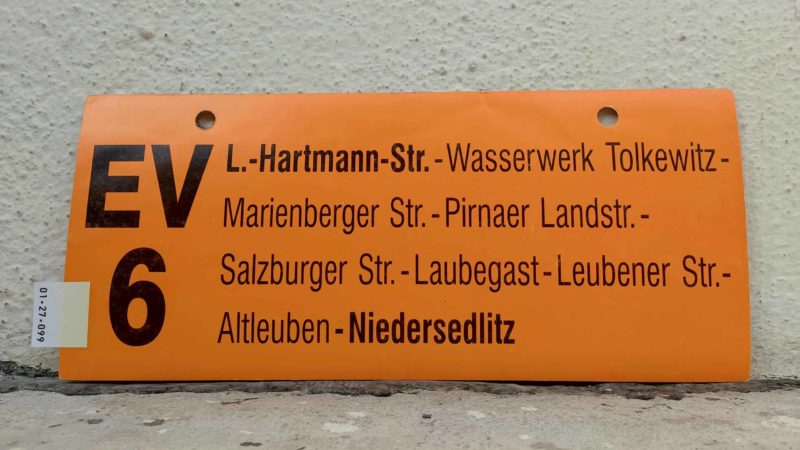 EV
6
L.-Hartmann-Str.-Wasserwerk Tolkewitz-
Marienberger Str.-Pirnaer Landstr.-
Salzburger Str.-Laubegast-Leubener Str.-
Altleuben-Niedersedlitz
01-27-099